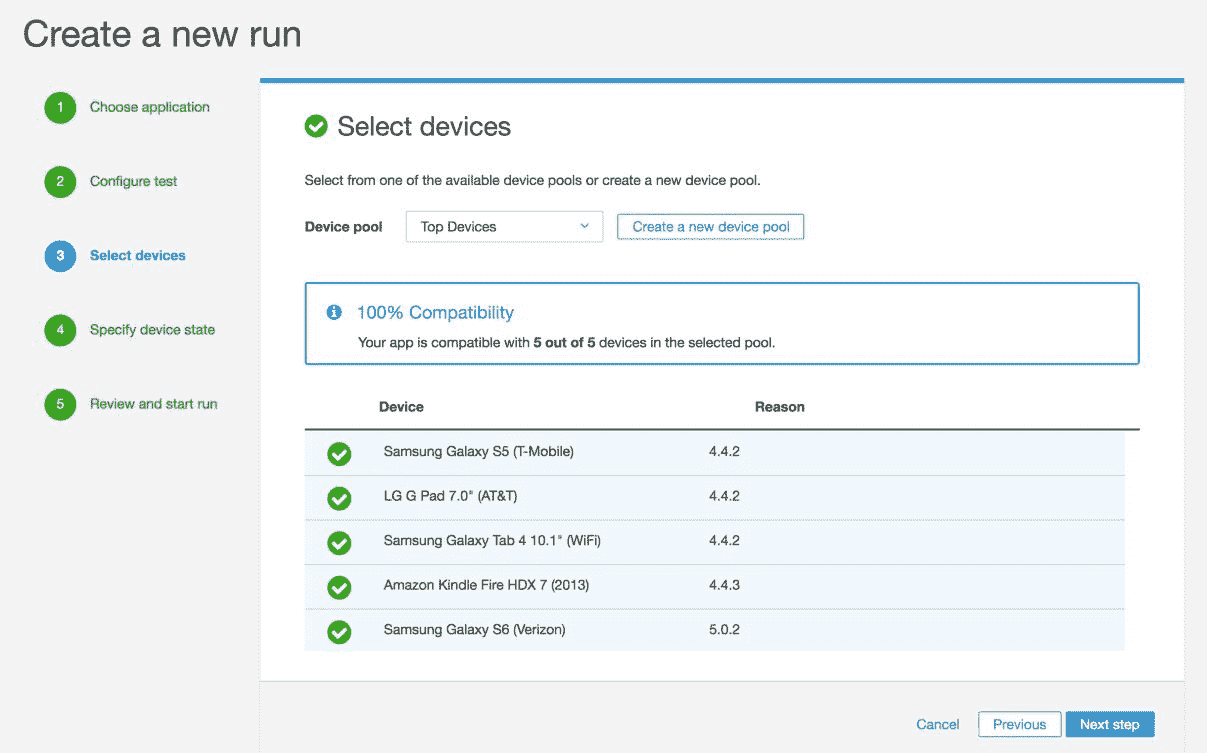 Create a new run
1 Choose application
2 Configure test
3 Select devices
4 Specify device state
5 Review and start run
Select devices
Select from one of the available device pools or create a new device pool.
Device pool Top Devices Create a new device pool
100% Compatibility
Your app is compatible with 5 out of 5 devices in the selected pool.
Device Reason
Samsung Galaxy S5 (T-Mobile) 4.4.2
LG G Pad 7.0" (AT&T) 4.4.2
Samsung Galaxy Tab 4 10.1" (WiFi) 4.4.2
Amazon Kindle Fire HDX 7 (2013) 4.4.3
Samsung Galaxy S6 (Verizon) 5.0.2
Cancel Previous Next step